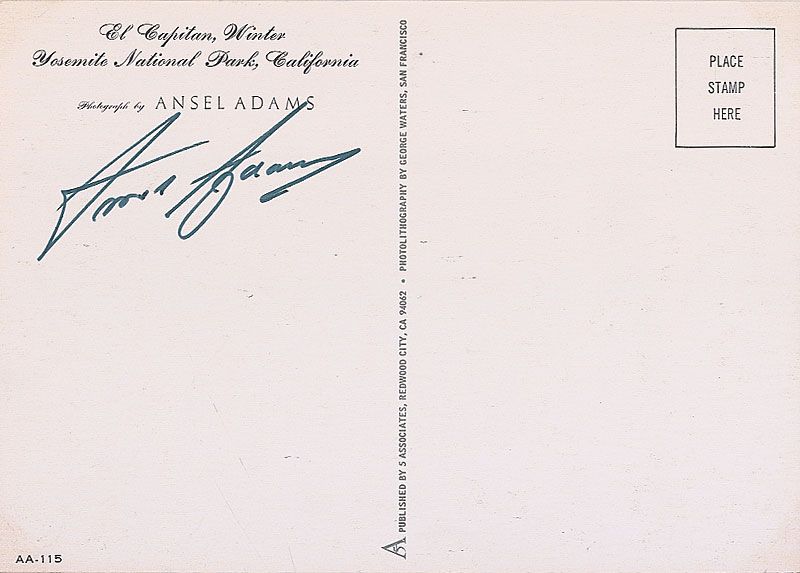 El Capitan, Winter
Yosemite National Park, California
Photograph by ANSEL ADAMS
Ansel Adams
AA-115
A5 PUBLISHED BY 5 ASSOCIATES, REDWOOD CITY, CA 94062 • PHOTOLITHOGRAPHY BY GEORGE WATERS, SAN FRANCISCO
PLACE
STAMP
HERE